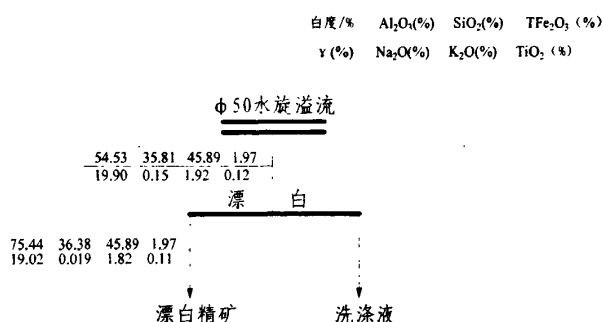 白度/% Al₂O₃(%) SiO₂(%) TFe₂O₃（%）
γ(%) Na₂O(%) K₂O(%) TiO₂（%）
ф50水旋溢流
54.53 35.81 45.89 1.97
19.90 0.15 1.92 0.12
漂 白
75.44 36.38 45.89 1.97
19.02 0.019 1.82 0.11
漂白精矿 洗涤液